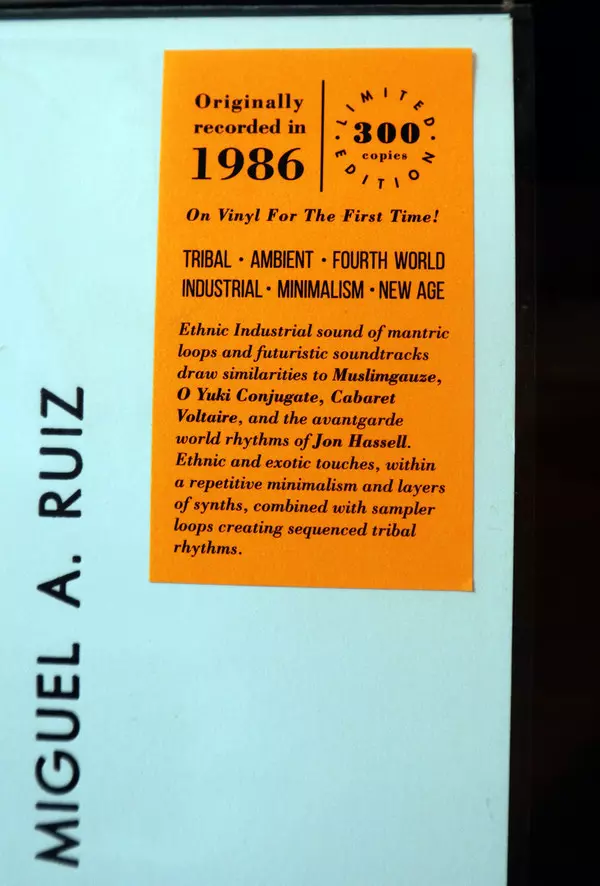 Originally
recorded in
1986
LIMITED
300
copies
EDITION
On Vinyl For The First Time!
TRIBAL • AMBIENT • FOURTH WORLD
INDUSTRIAL • MINIMALISM • NEW AGE
Ethnic Industrial sound of mantric
loops and futuristic soundtracks
draw similarities to Muslimgauze,
O Yuki Conjugate, Cabaret
Voltaire, and the avantgarde
world rhythms of Jon Hassell.
Ethnic and exotic touches, within
a repetitive minimalism and layers
of synths, combined with sampler
loops creating sequenced tribal
rhythms.
MIGUEL A. RUIZ